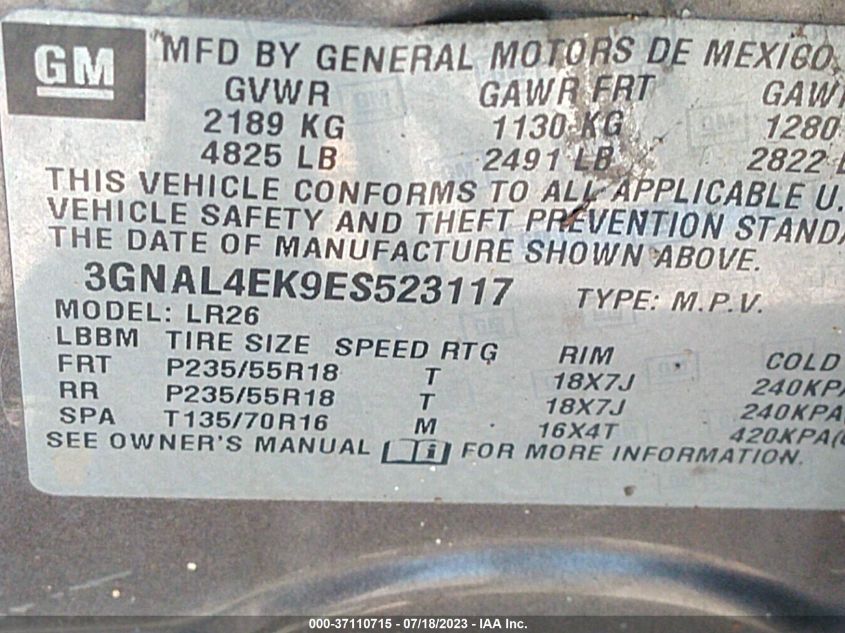 GM MFD BY GENERAL MOTORS DE MEXICO
GVWR GAWR FRT
2189 KG 1130 KG 1280
4825 LB 2491 LB 2822
THIS VEHICLE CONFORMS TO ALL APPLICABLE U.
VEHICLE SAFETY AND THEFT PREVENTION
THE DATE OF MANUFACTURE SHOWN ABOVE.
3GNAL4EK9ES523117 TYPE: M.P.V.
MODEL: LR26
LBBM TIRE SIZE SPEED RTG RIM COLD
FRT P235/55R18 T 18X7J 240KPA
RR P235/55R18 T 18X7J 240KPA
SPA T135/70R16 M 16X4T 420KPA(
SEE OWNER'S MANUAL i FOR MORE INFORMATION.
000-37110715 - 07/18/2023 - IAA Inc.